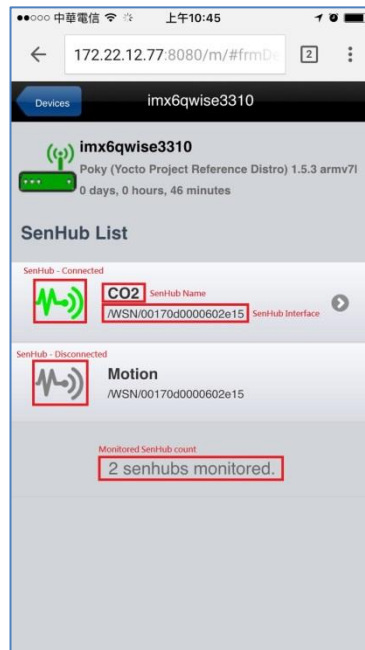 中華電信 上午10:45
172.22.12.77:8080/m/#frmDe 2
Devices imx6qwise3310
imx6qwise3310
Poky (Yocto Project Reference Distro) 1.5.3 armv7l
0 days, 0 hours, 46 minutes
SenHub List
SenHub - Connected
CO2 SenHub Name
/WSN/00170d0000602e15 SenHub Interface
SenHub - Disconnected
Motion
/WSN/00170d0000602e15
Monitored SenHub count
2 senhubs monitored.